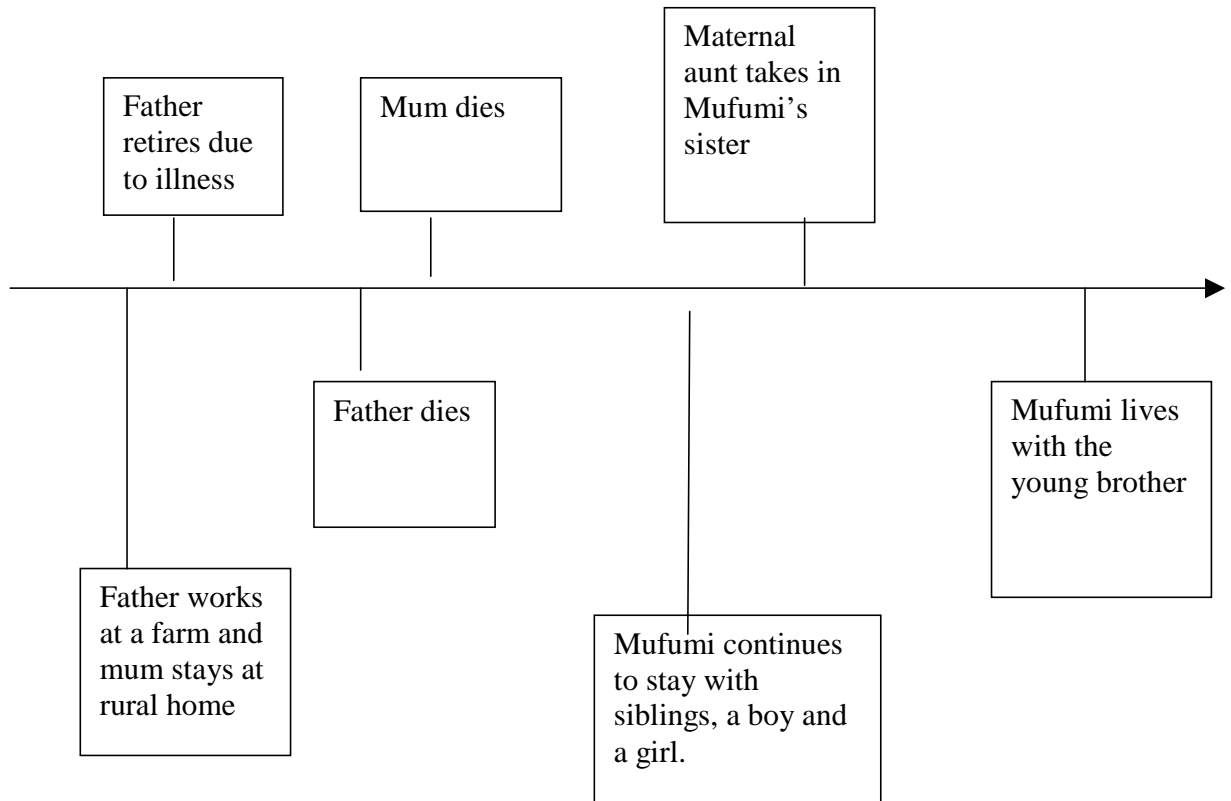 Father
retires due
to illness
Mum dies
Maternal
aunt takes in
Mufumi’s
sister
Father dies
Mufumi lives
with the
young brother
Father works
at a farm and
mum stays at
rural home
Mufumi continues
to stay with
siblings, a boy and
a girl.